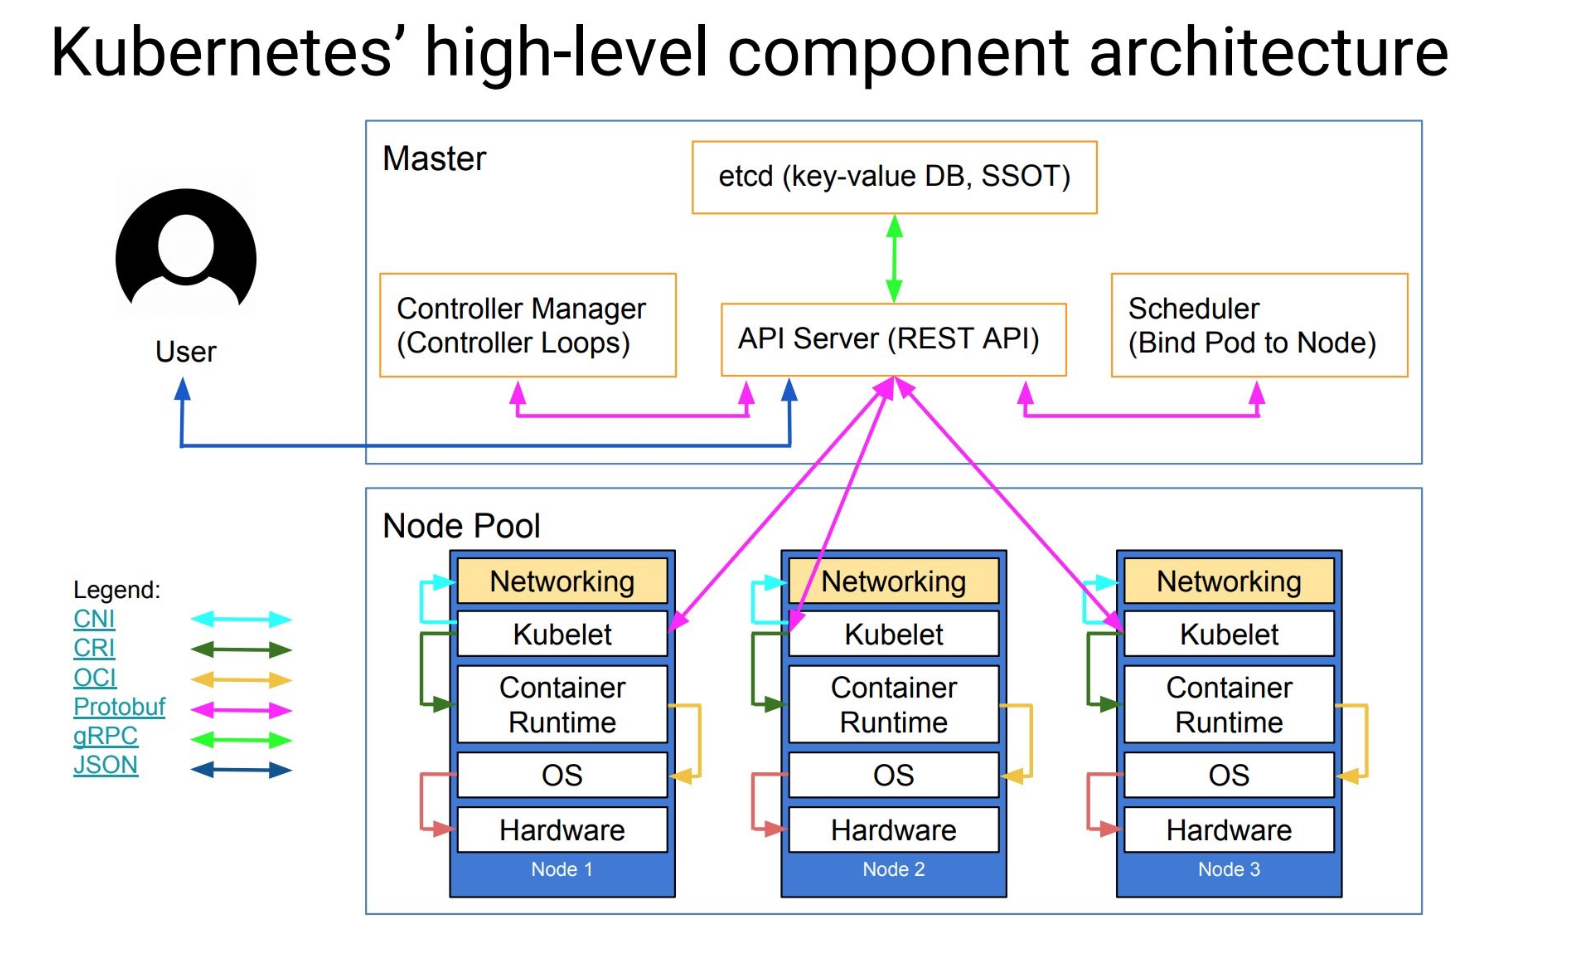 Kubernetes’ high-level component architecture
Master
etcd (key-value DB, SSOT)
Controller Manager
(Controller Loops)
API Server (REST API)
Scheduler
(Bind Pod to Node)
User
Node Pool
Networking
Kubelet
Container
Runtime
OS
Hardware
Node 1
Networking
Kubelet
Container
Runtime
OS
Hardware
Node 2
Networking
Kubelet
Container
Runtime
OS
Hardware
Node 3
Legend:
CNI
CRI
OCI
Protobuf
gRPC
JSON